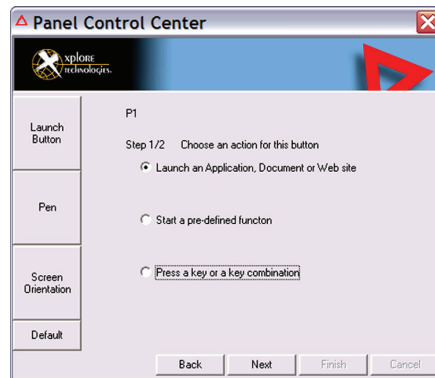 Panel Control Center
xplore
technologies.
Launch
Button
Pen
Screen
Orientation
Default
P1
Step 1/2 Choose an action for this button
Launch an Application, Document or Web site
Start a pre-defined functon
Press a key or a key combination
Back Next Finish Cancel